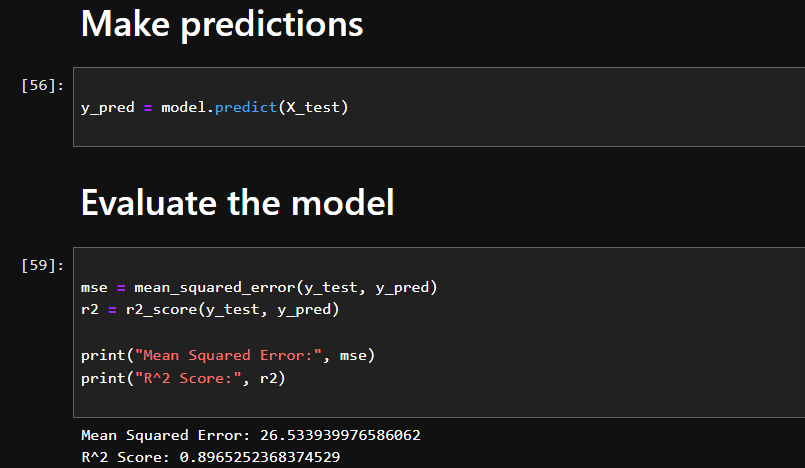 Make predictions
[56]:
y_pred = model.predict(X_test)
Evaluate the model
[59]:
mse = mean_squared_error(y_test, y_pred)
r2 = r2_score(y_test, y_pred)
print("Mean Squared Error:", mse)
print("R^2 Score:", r2)
Mean Squared Error: 26.533939976586062
R^2 Score: 0.8965252368374529